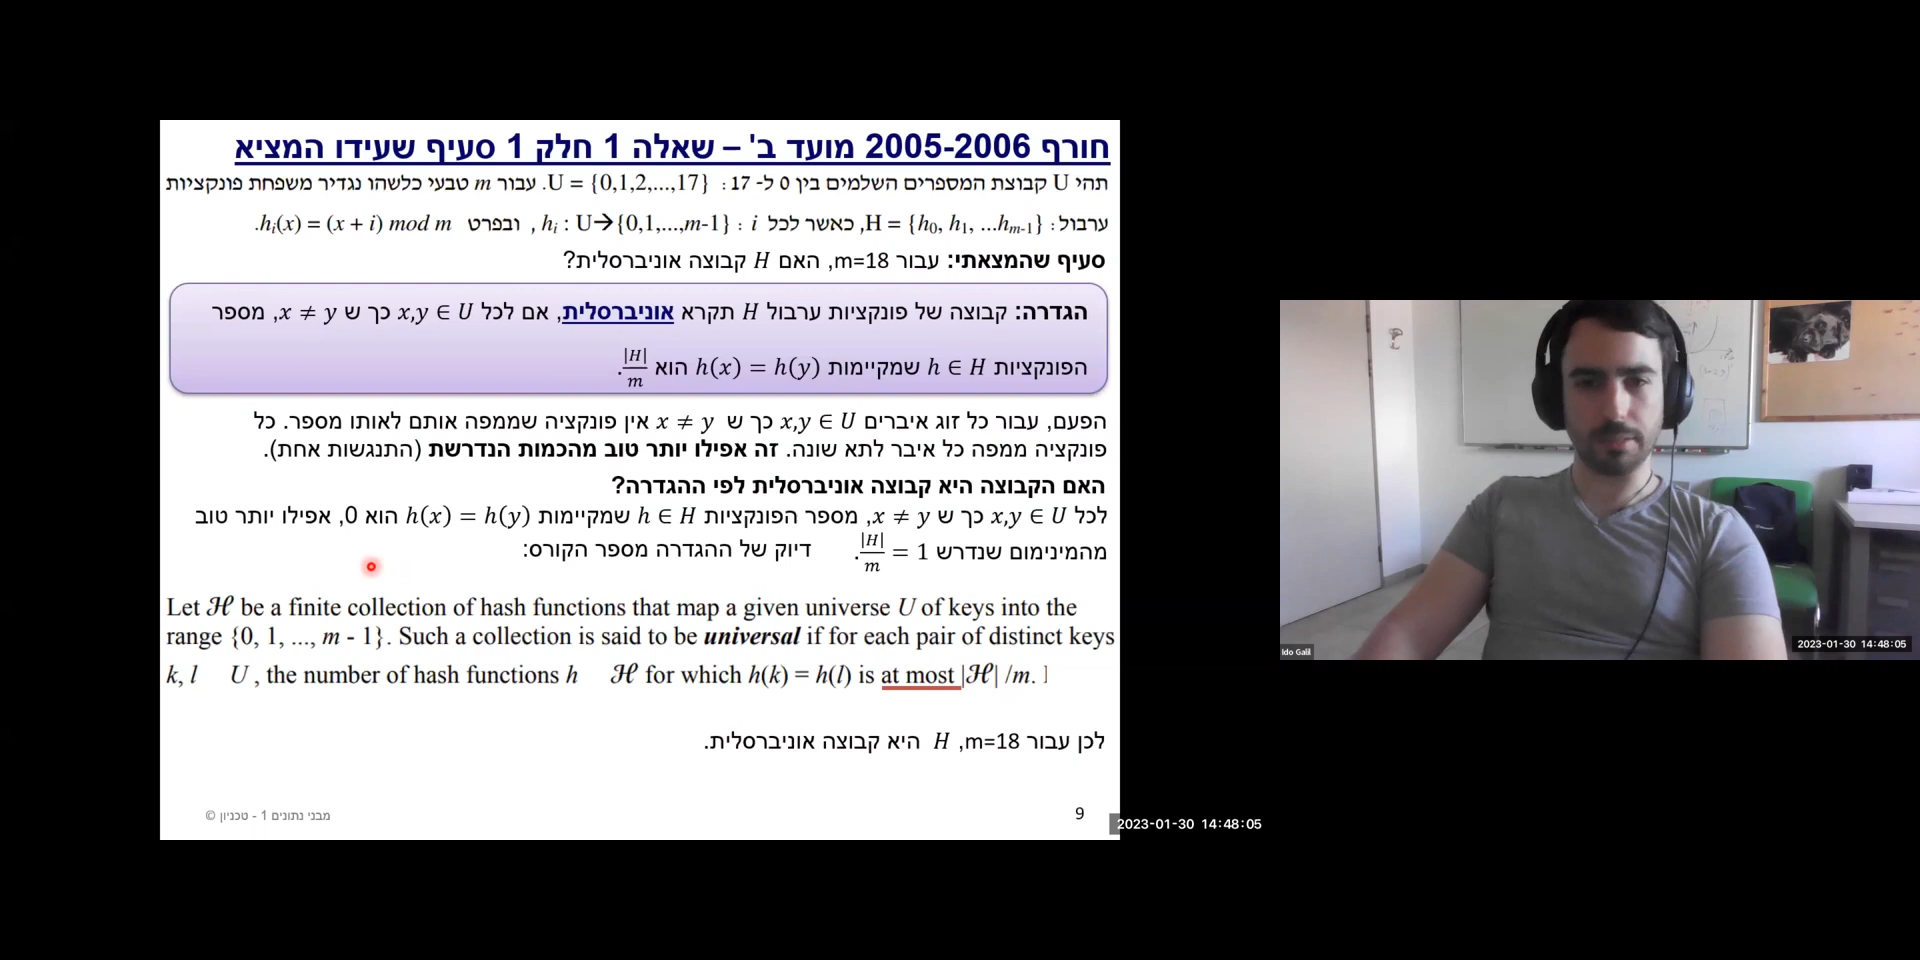 חורף 2005-2006 מועד ב' – שאלה 1 חלק 1 סעיף שעידו המציא
תהי U קבוצת המספרים השלמים בין 0 ל- 17 : U = {0,1,2,...,17}. עבור m טבעי כלשהו נגדיר משפחת פונקציות
ערבול : H = {h₀, h₁, ...hₘ₋₁}, כאשר לכל i : hᵢ : U→{0,1,...,m-1} , ובפרט hᵢ(x) = (x + i) mod m.
סעיף שהמצאתי: עבור m=18, האם H קבוצה אוניברסלית?
הגדרה: קבוצה של פונקציות ערבול H תקרא אוניברסלית, אם לכל x,y ∈ U כך ש x ≠ y, מספר
הפונקציות h ∈ H שמקיימות h(x) = h(y) הוא |H|/m.
הפעם, עבור כל זוג איברים x,y ∈ U כך ש x ≠ y אין פונקציה שממפה אותם לאותו מספר. כל
פונקציה ממפה כל איבר לתא שונה. זה אפילו יותר טוב מהכמות הנדרשת (התנגשות אחת).
האם הקבוצה היא קבוצה אוניברסלית לפי ההגדרה?
לכל x,y ∈ U כך ש x ≠ y, מספר הפונקציות h ∈ H שמקיימות h(x) = h(y) הוא 0, אפילו יותר טוב
מהמינימום שנדרש |H|/m = 1. דיוק של ההגדרה מספר הקורס:
Let ℋ be a finite collection of hash functions that map a given universe U of keys into the
range {0, 1, ..., m - 1}. Such a collection is said to be universal if for each pair of distinct keys
k, l U , the number of hash functions h ℋ for which h(k) = h(l) is at most |ℋ| /m.
לכן עבור m=18, H היא קבוצה אוניברסלית.
מבני נתונים 1 - טכניון ©
9
2023-01-30 14:48:05
Ido Galil
2023-01-30 14:48:05